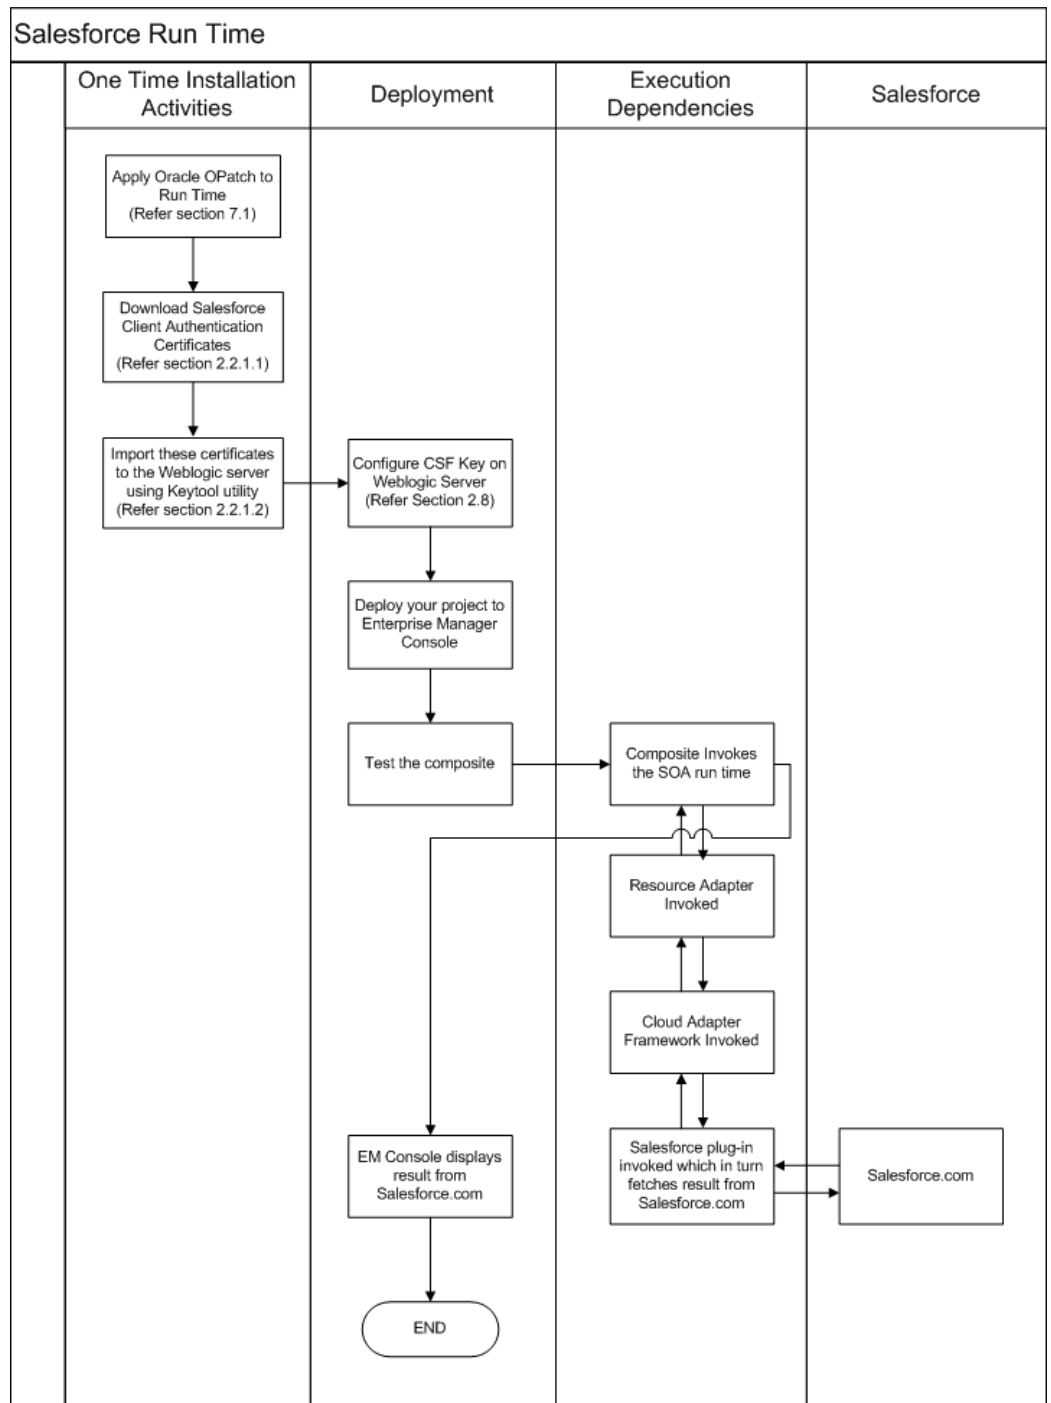 Salesforce Run Time
One Time Installation
Activities
Deployment
Execution
Dependencies
Salesforce
Apply Oracle OPatch to
Run Time
(Refer section 7.1)
Download Salesforce
Client Authentication
Certificates
(Refer section 2.2.1.1)
Import these certificates
to the Weblogic server
using Keytool utility
(Refer section 2.2.1.2)
Configure CSF Key on
Weblogic Server
(Refer Section 2.8)
Deploy your project to
Enterprise Manager
Console
Test the composite
Composite Invokes
the SOA run time
Resource Adapter
Invoked
Cloud Adapter
Framework Invoked
Salesforce plug-in
invoked which in turn
fetches result from
Salesforce.com
Salesforce.com
EM Console displays
result from
Salesforce.com
END